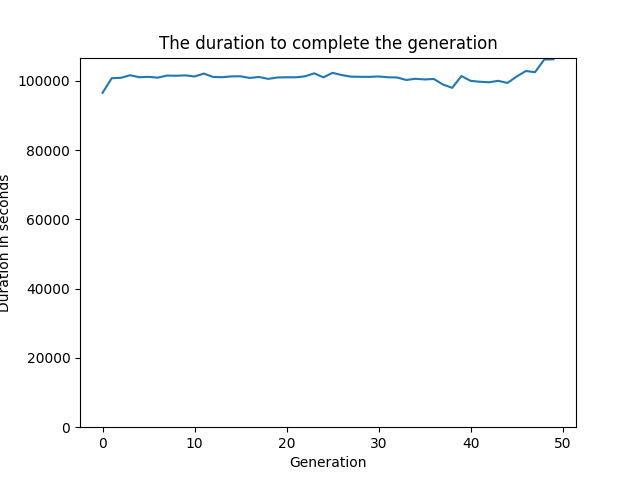 The duration to complete the generation
100000
80000
60000
40000
20000
0
Duration in seconds
0 10 20 30 40 50
Generation